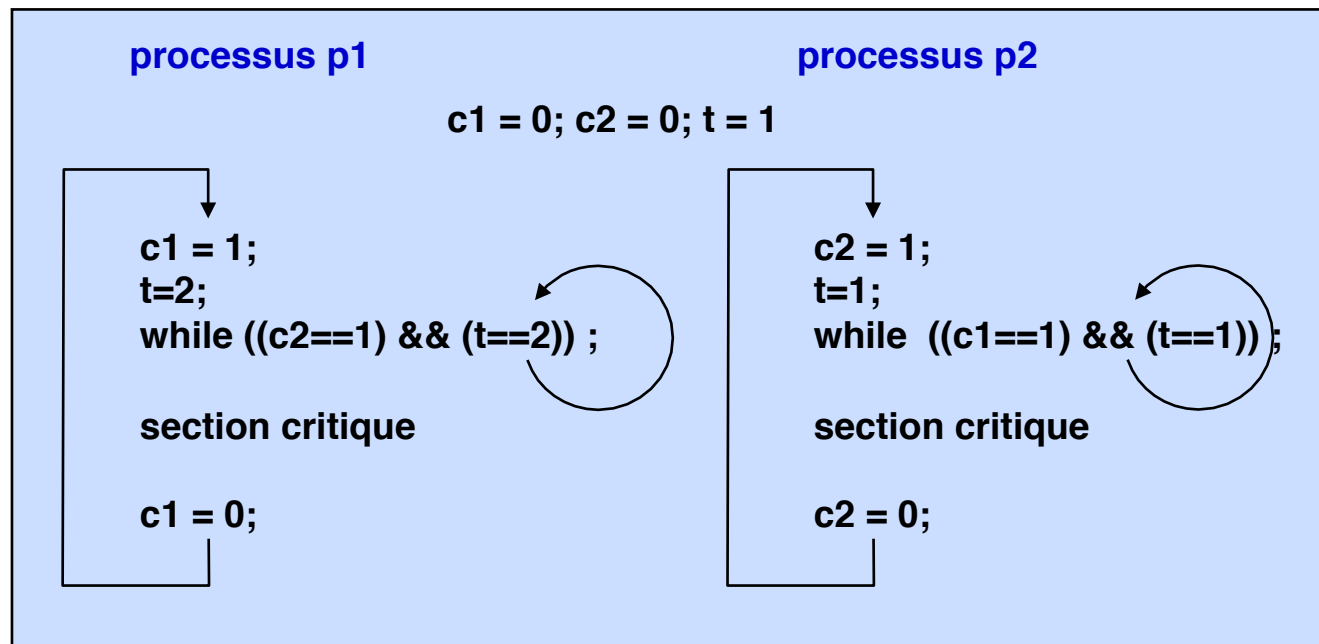 processus p1
processus p2
c1 = 0; c2 = 0; t = 1
c1 = 1;
t=2;
while ((c2==1) && (t==2)) ;
section critique
c1 = 0;
c2 = 1;
t=1;
while ((c1==1) && (t==1)) ;
section critique
c2 = 0;